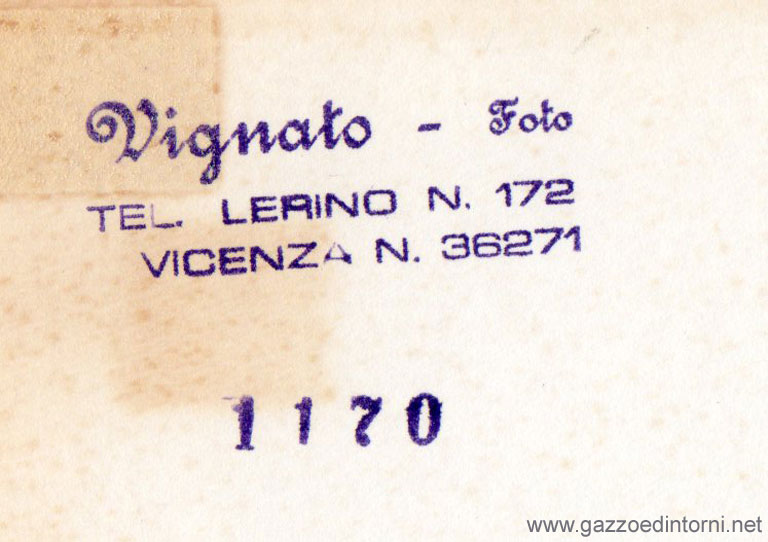 Vignato - Foto
TEL. LERINO N. 172
VICENZA N. 36271
1170
www.gazzoedintorni.net